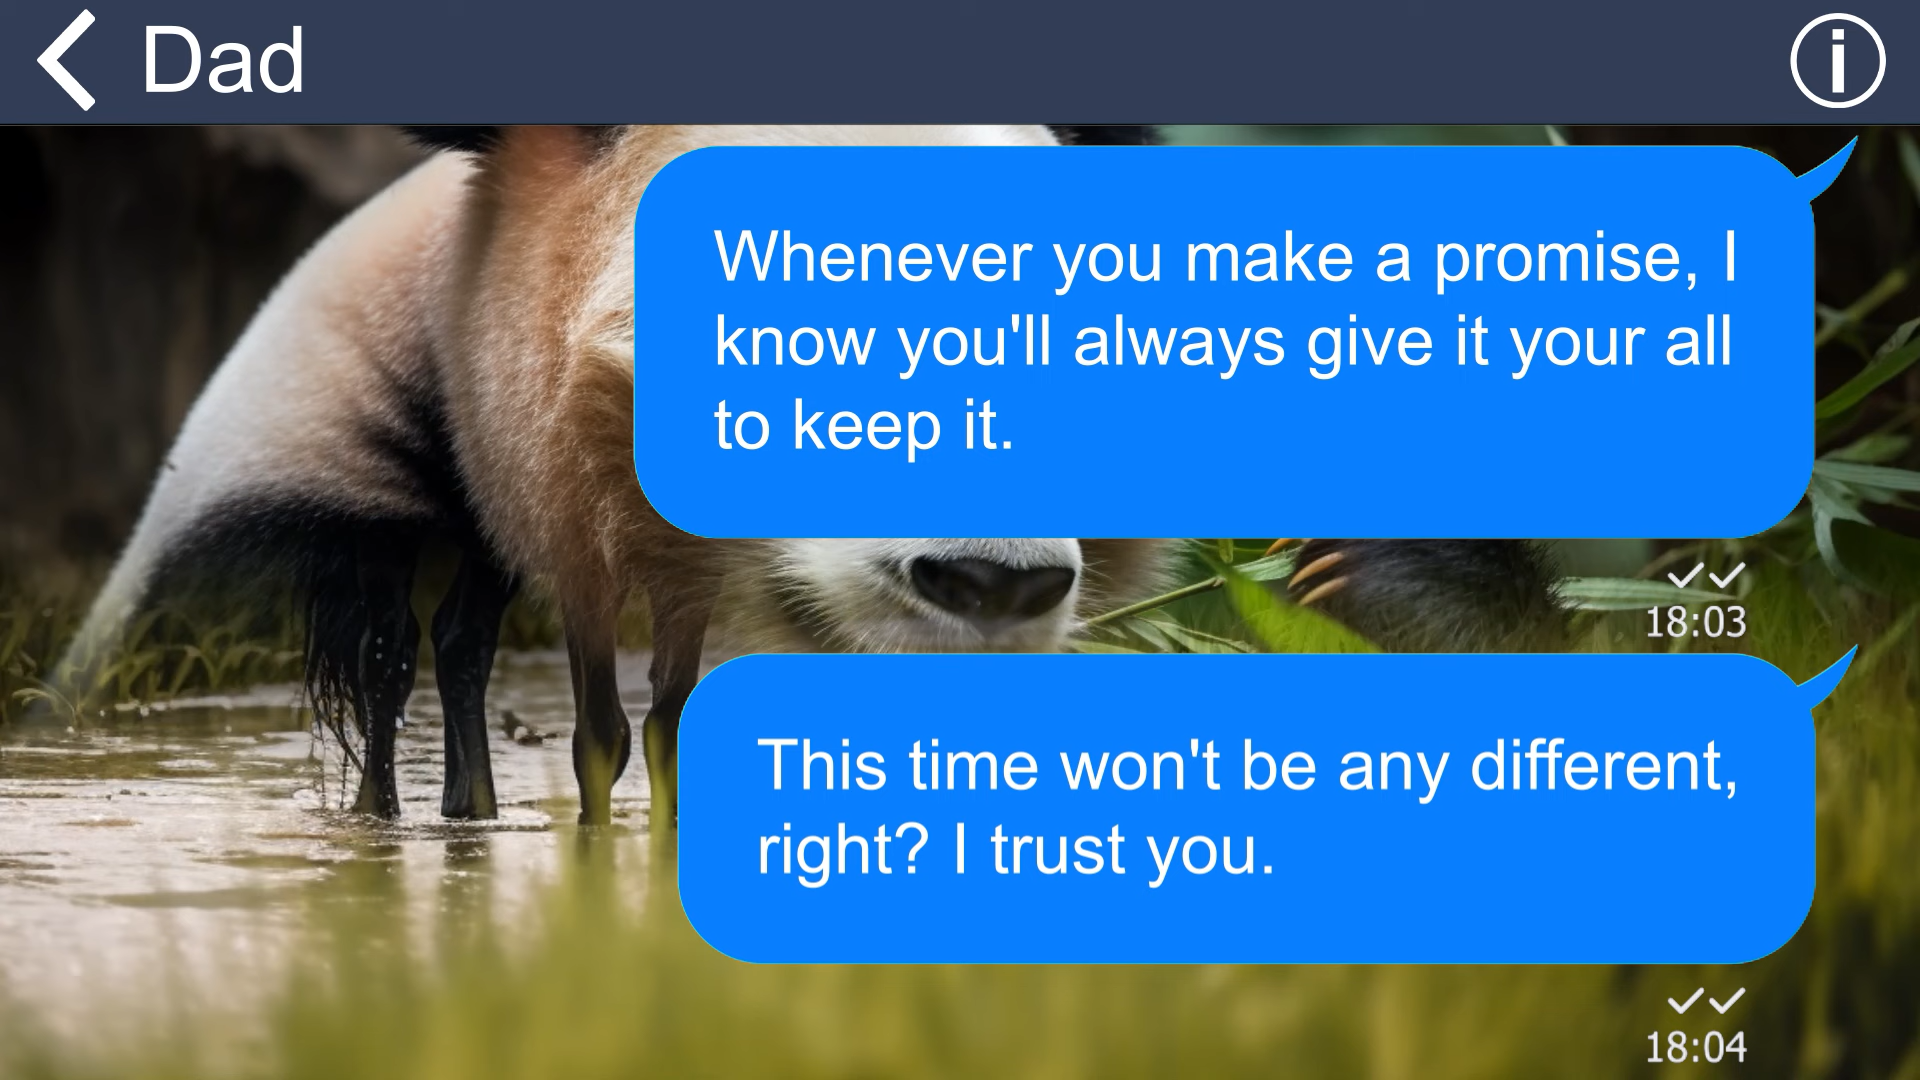 Dad
Whenever you make a promise, I
know you'll always give it your all
to keep it.
18:03
This time won't be any different,
right? I trust you.
18:04